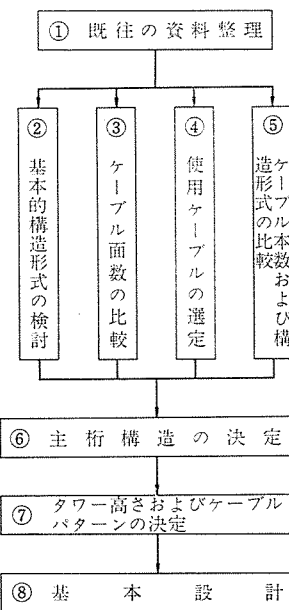 ① 既往の資料整理
② 基本的構造形式の検討
③ ケーブル面数の比較
④ 使用ケーブルの選定
⑤ ケーブル本数および構
造形式の比較
⑥ 主桁構造の決定
⑦ タワー高さおよびケーブル
パターンの決定
⑧ 基本設計